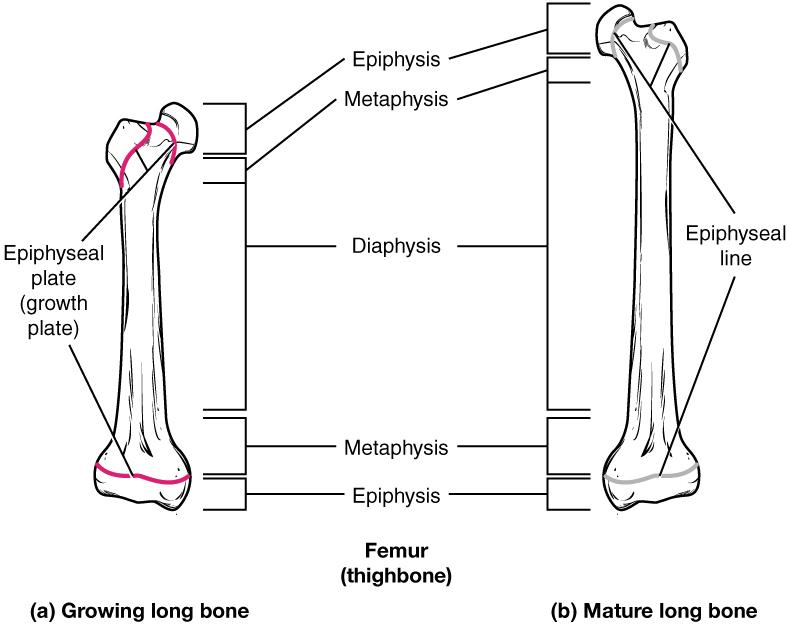 Epiphysis
Metaphysis
Diaphysis
Epiphyseal
plate
(growth
plate)
Epiphyseal
line
Metaphysis
Epiphysis
Femur
(thighbone)
(a) Growing long bone
(b) Mature long bone